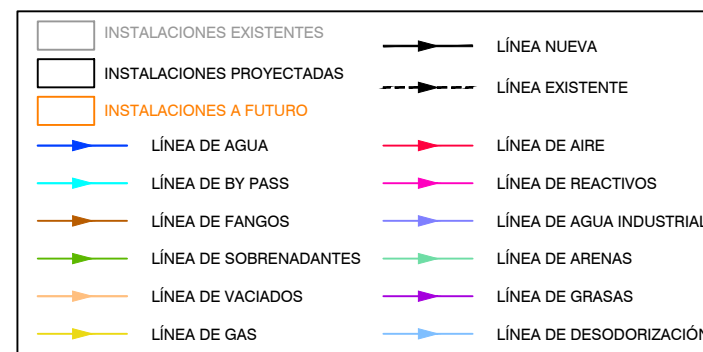 INSTALACIONES EXISTENTES
INSTALACIONES PROYECTADAS
INSTALACIONES A FUTURO
LÍNEA NUEVA
LÍNEA EXISTENTE
LÍNEA DE AGUA
LÍNEA DE BY PASS
LÍNEA DE FANGOS
LÍNEA DE SOBRENADANTES
LÍNEA DE VACIADOS
LÍNEA DE GAS
LÍNEA DE AIRE
LÍNEA DE REACTIVOS
LÍNEA DE AGUA INDUSTRIAL
LÍNEA DE ARENAS
LÍNEA DE GRASAS
LÍNEA DE DESODORIZACIÓN